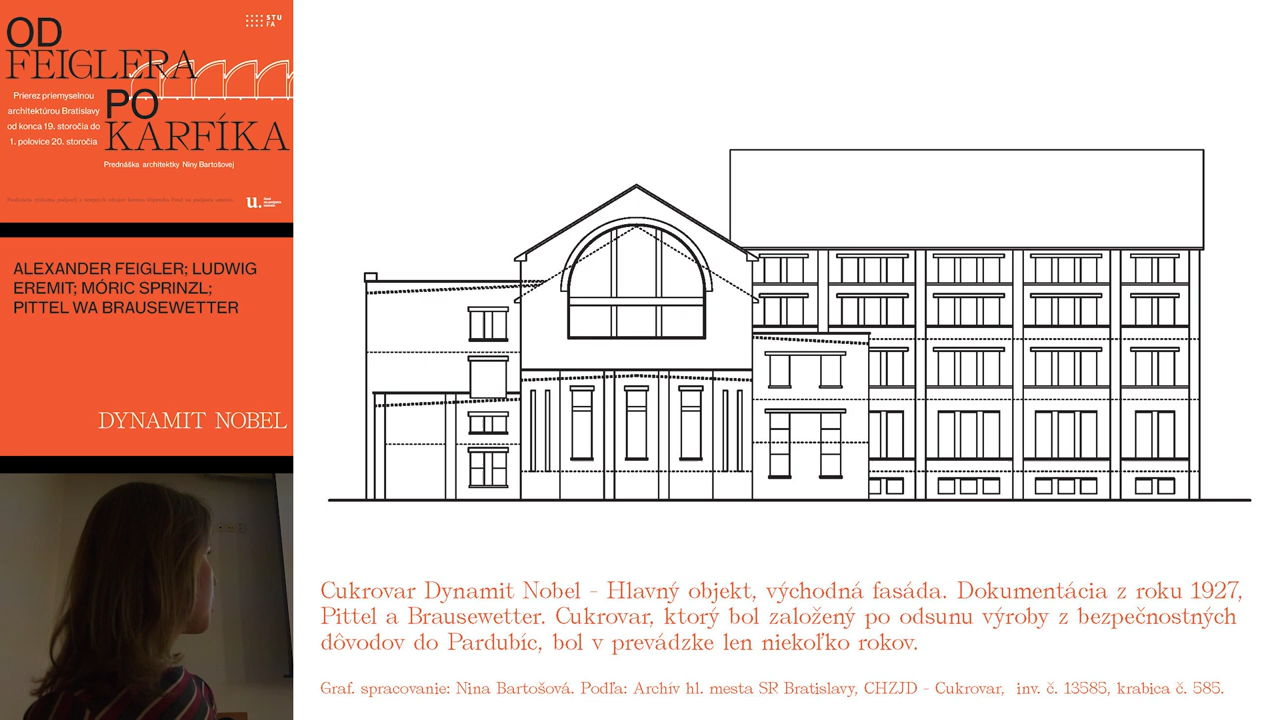 OD
FEIGLERA
PO
KARFÍKA
STU
FA
Prierez priemyselnou
architektúrou Bratislavy
od konca 19. storočia do
1. polovice 20. storočia
Prednáška architektky Niny Bartošovej
u.
ALEXANDER FEIGLER; LUDWIG
EREMIT; MÓRIC SPRINZL;
PITTEL WA BRAUSEWETTER
DYNAMIT NOBEL
Cukrovar Dynamit Nobel - Hlavný objekt, východná fasáda. Dokumentácia z roku 1927,
Pittel a Brausewetter. Cukrovar, ktorý bol založený po odsunu výroby z bezpečnostných
dôvodov do Pardubíc, bol v prevádzke len niekoľko rokov.
Graf. spracovanie: Nina Bartošová. Podľa: Archív hl. mesta SR Bratislavy, CHZJD - Cukrovar, inv. č. 13585, krabica č. 585.